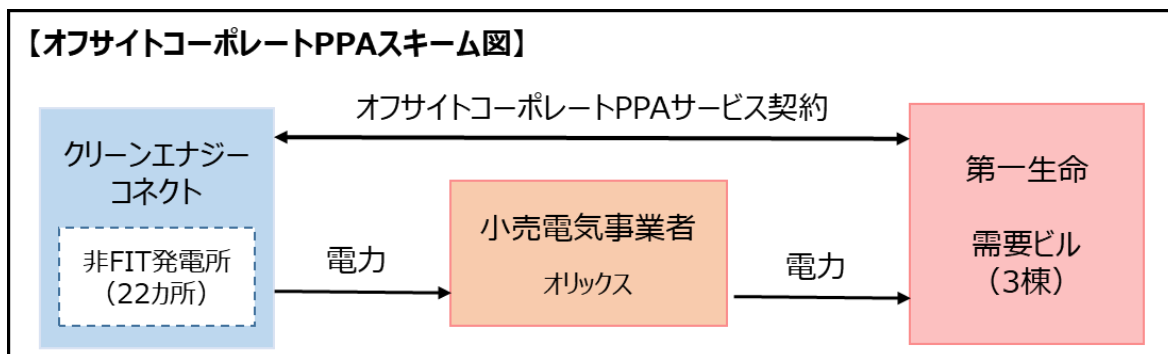 【オフサイトコーポレートPPAスキーム図】
オフサイトコーポレートPPAサービス契約
クリーンエナジー
コネクト
非FIT発電所
（22カ所）
電力
小売電気事業者
オリックス
電力
第一生命
需要ビル
（3棟）